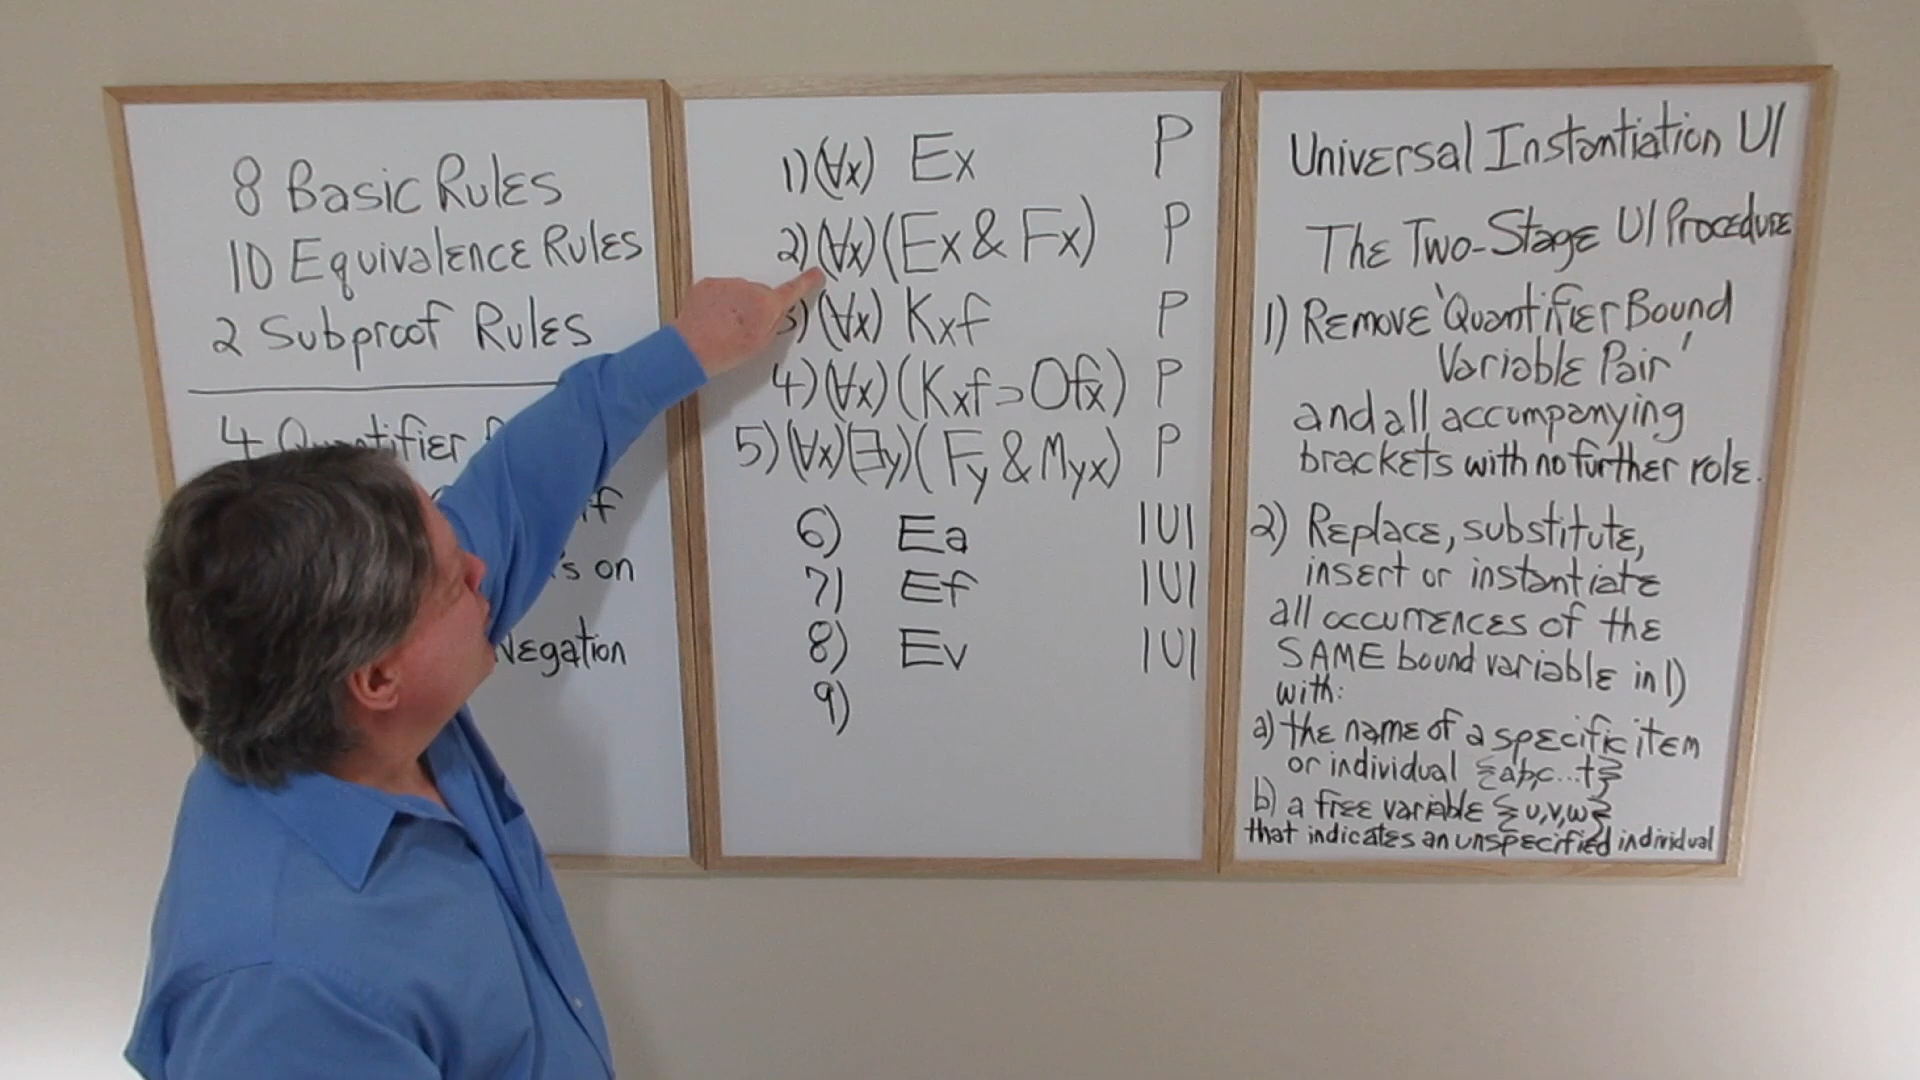 8 Basic Rules
10 Equivalence Rules
2 Subproof Rules
4 Quantifier
's on
Negation
1) (∀x) Ex P
2) (∀x)(Ex & Fx) P
3) (∀x) Kxf P
4) (∀x)(Kxf ⊃ Ofx) P
5) (∀x)(∃y)(Fy & Myx) P
6) Ea 1UI
7) Ef 1UI
8) Ev 1UI
9)
Universal Instantiation UI
The Two-Stage UI Procedure
1) Remove 'Quantifier Bound
Variable Pair'
and all accompanying
brackets with no further role.
2) Replace, substitute,
insert or instantiate
all occurrences of the
SAME bound variable in 1)
with:
a) the name of a specific item
or individual {a,b,c...t}
b) a free variable {u,v,w}
that indicates an unspecified individual